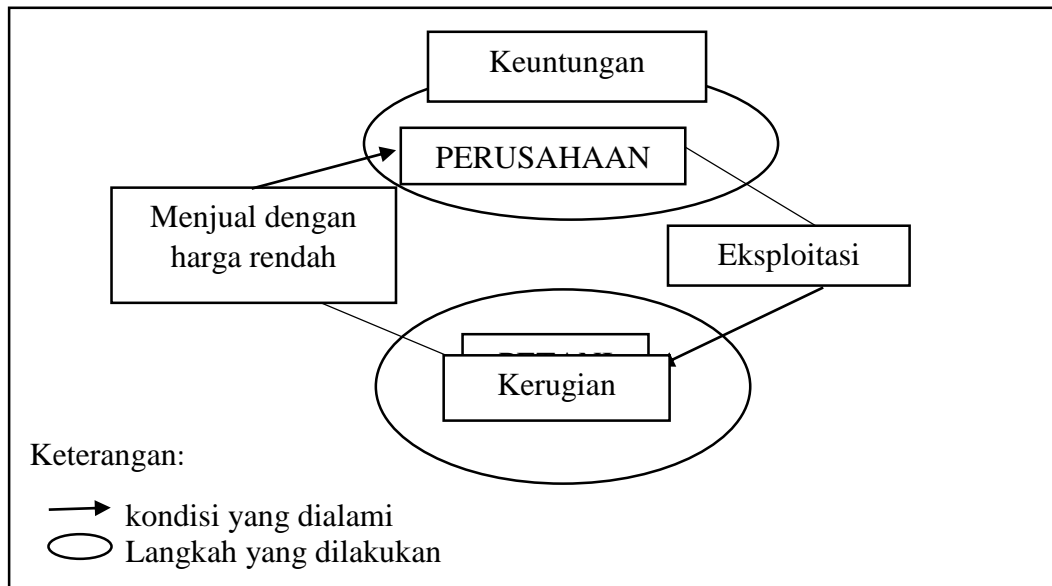 Keuntungan
PERUSAHAAN
Menjual dengan
harga rendah
Eksploitasi
Kerugian
Keterangan:
kondisi yang dialami
Langkah yang dilakukan